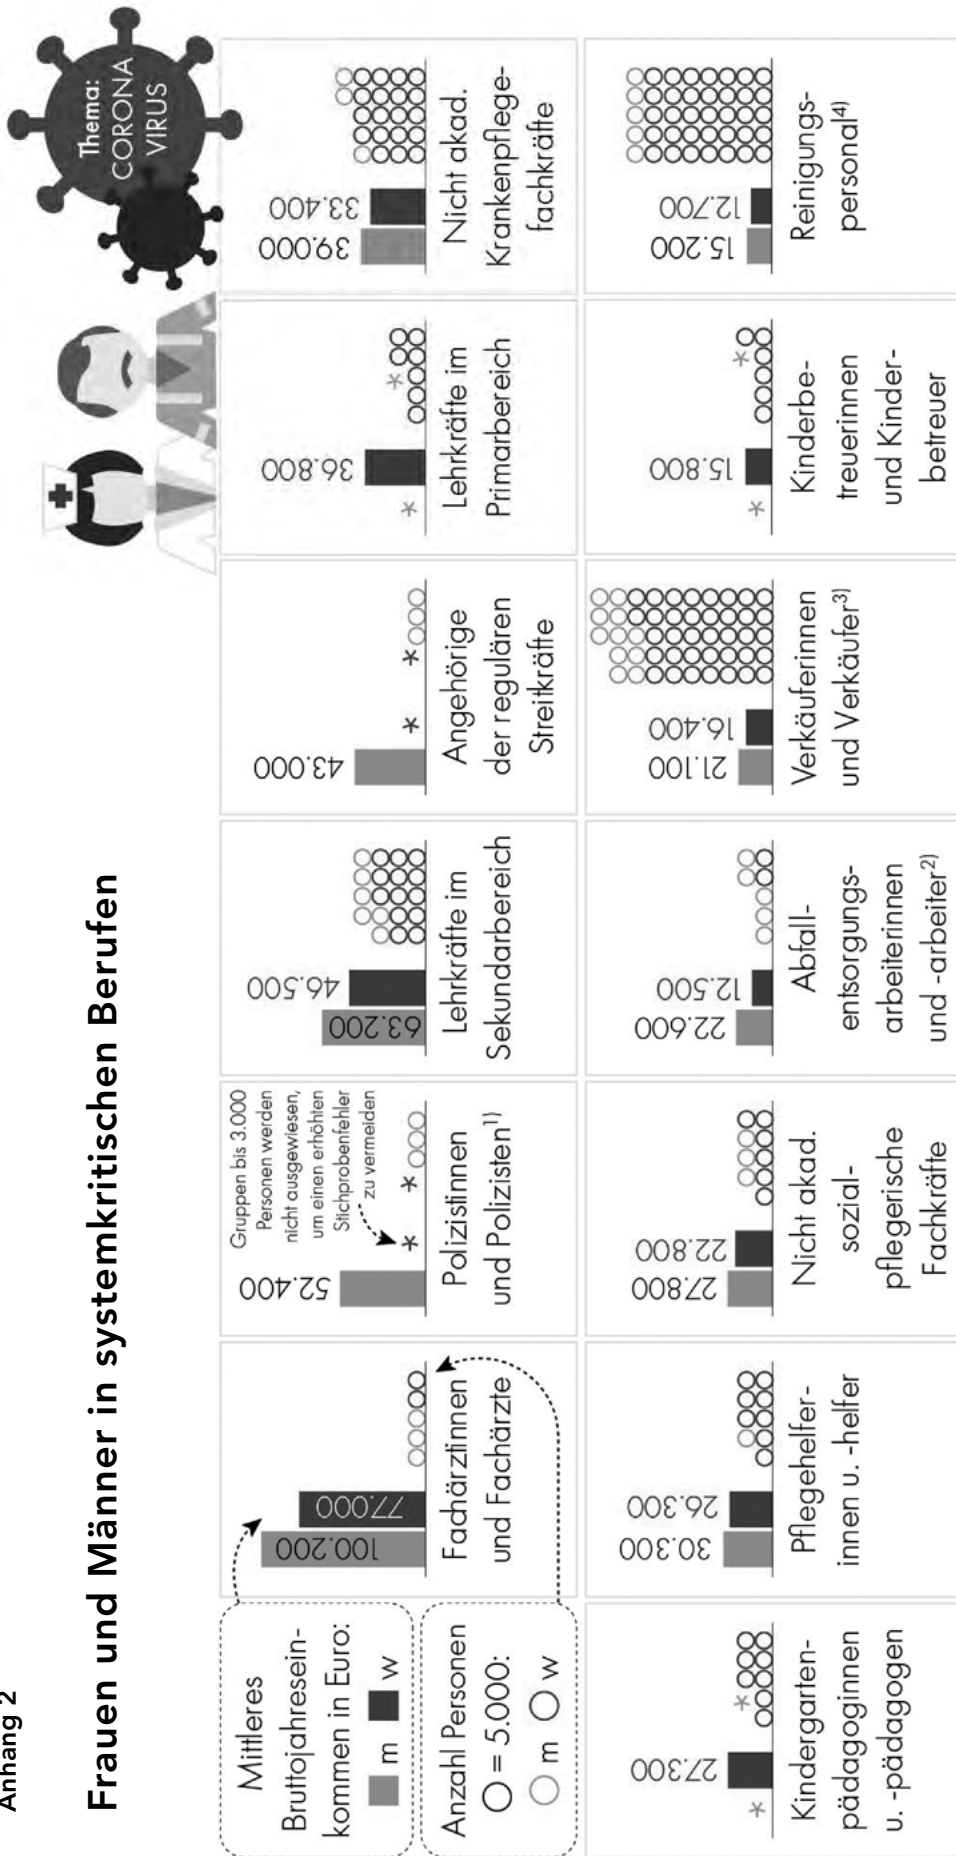 Anhang 2
Frauen und Männer in systemkritischen Berufen
Thema:
CORONA
VIRUS
Mittleres
Bruttojahresein-
kommen in Euro:
m w
Anzahl Personen
= 5.000:
m w
100.200
77.000
Fachärztinnen
und Fachärzte
Gruppen bis 3.000
Personen werden
nicht ausgewiesen,
um einen erhöhten
Stichprobenfehler
zu vermeiden
52.400
*
*
Polizistinnen
und Polizisten1)
63.200
46.500
Lehrkräfte im
Sekundarbereich
43.000
*
*
Angehörige
der regulären
Streitkräfte
*
36.800
*
Lehrkräfte im
Primarbereich
39.000
33.400
Nicht akad.
Krankenpflege-
fachkräfte
*
27.300
*
Kindergarten-
pädagoginnen
u. -pädagogen
30.300
26.300
Pflegehelfer-
innen u. -helfer
27.800
22.800
Nicht akad.
sozial-
pflegerische
Fachkräfte
22.600
12.500
Abfall-
entsorgungs-
arbeiterinnen
und -arbeiter2)
21.100
16.400
Verkäuferinnen
und Verkäufer3)
*
15.800
*
Kinderbe-
treuerinnen
und Kinder-
betreuer
15.200
12.700
Reinigungs-
personal4)